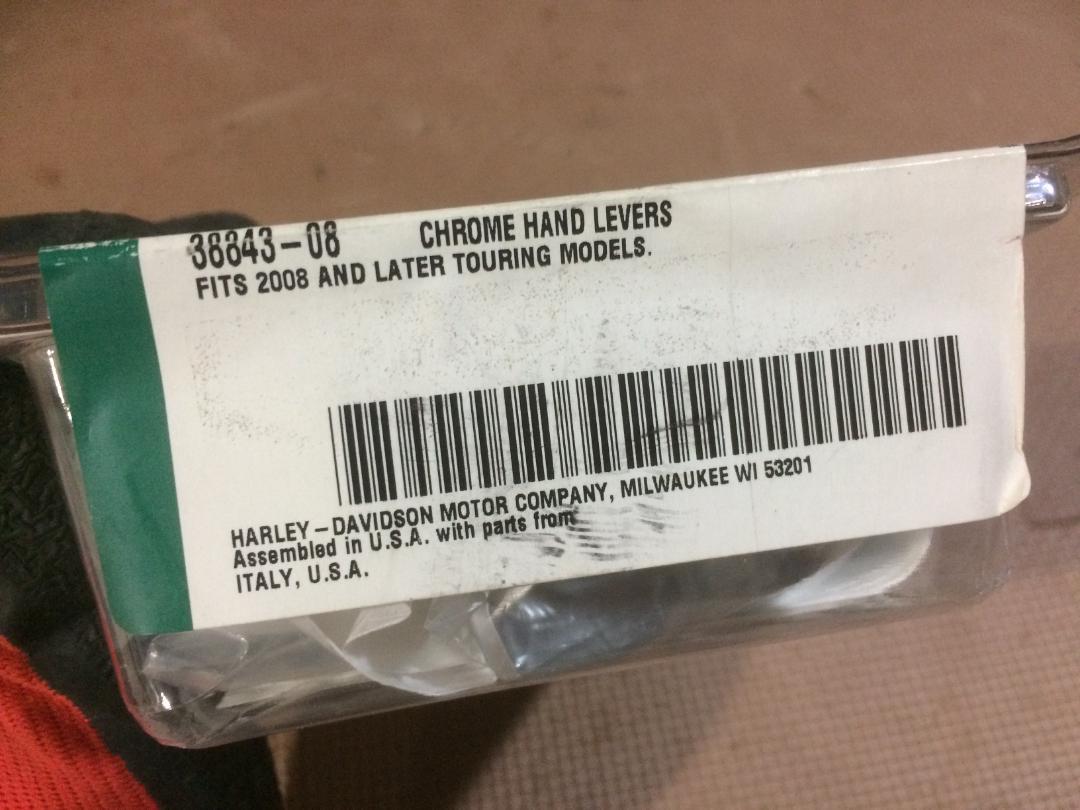 38843-08 CHROME HAND LEVERS
FITS 2008 AND LATER TOURING MODELS.
HARLEY-DAVIDSON MOTOR COMPANY, MILWAUKEE WI 53201
Assembled in U.S.A. with parts from
ITALY, U.S.A.